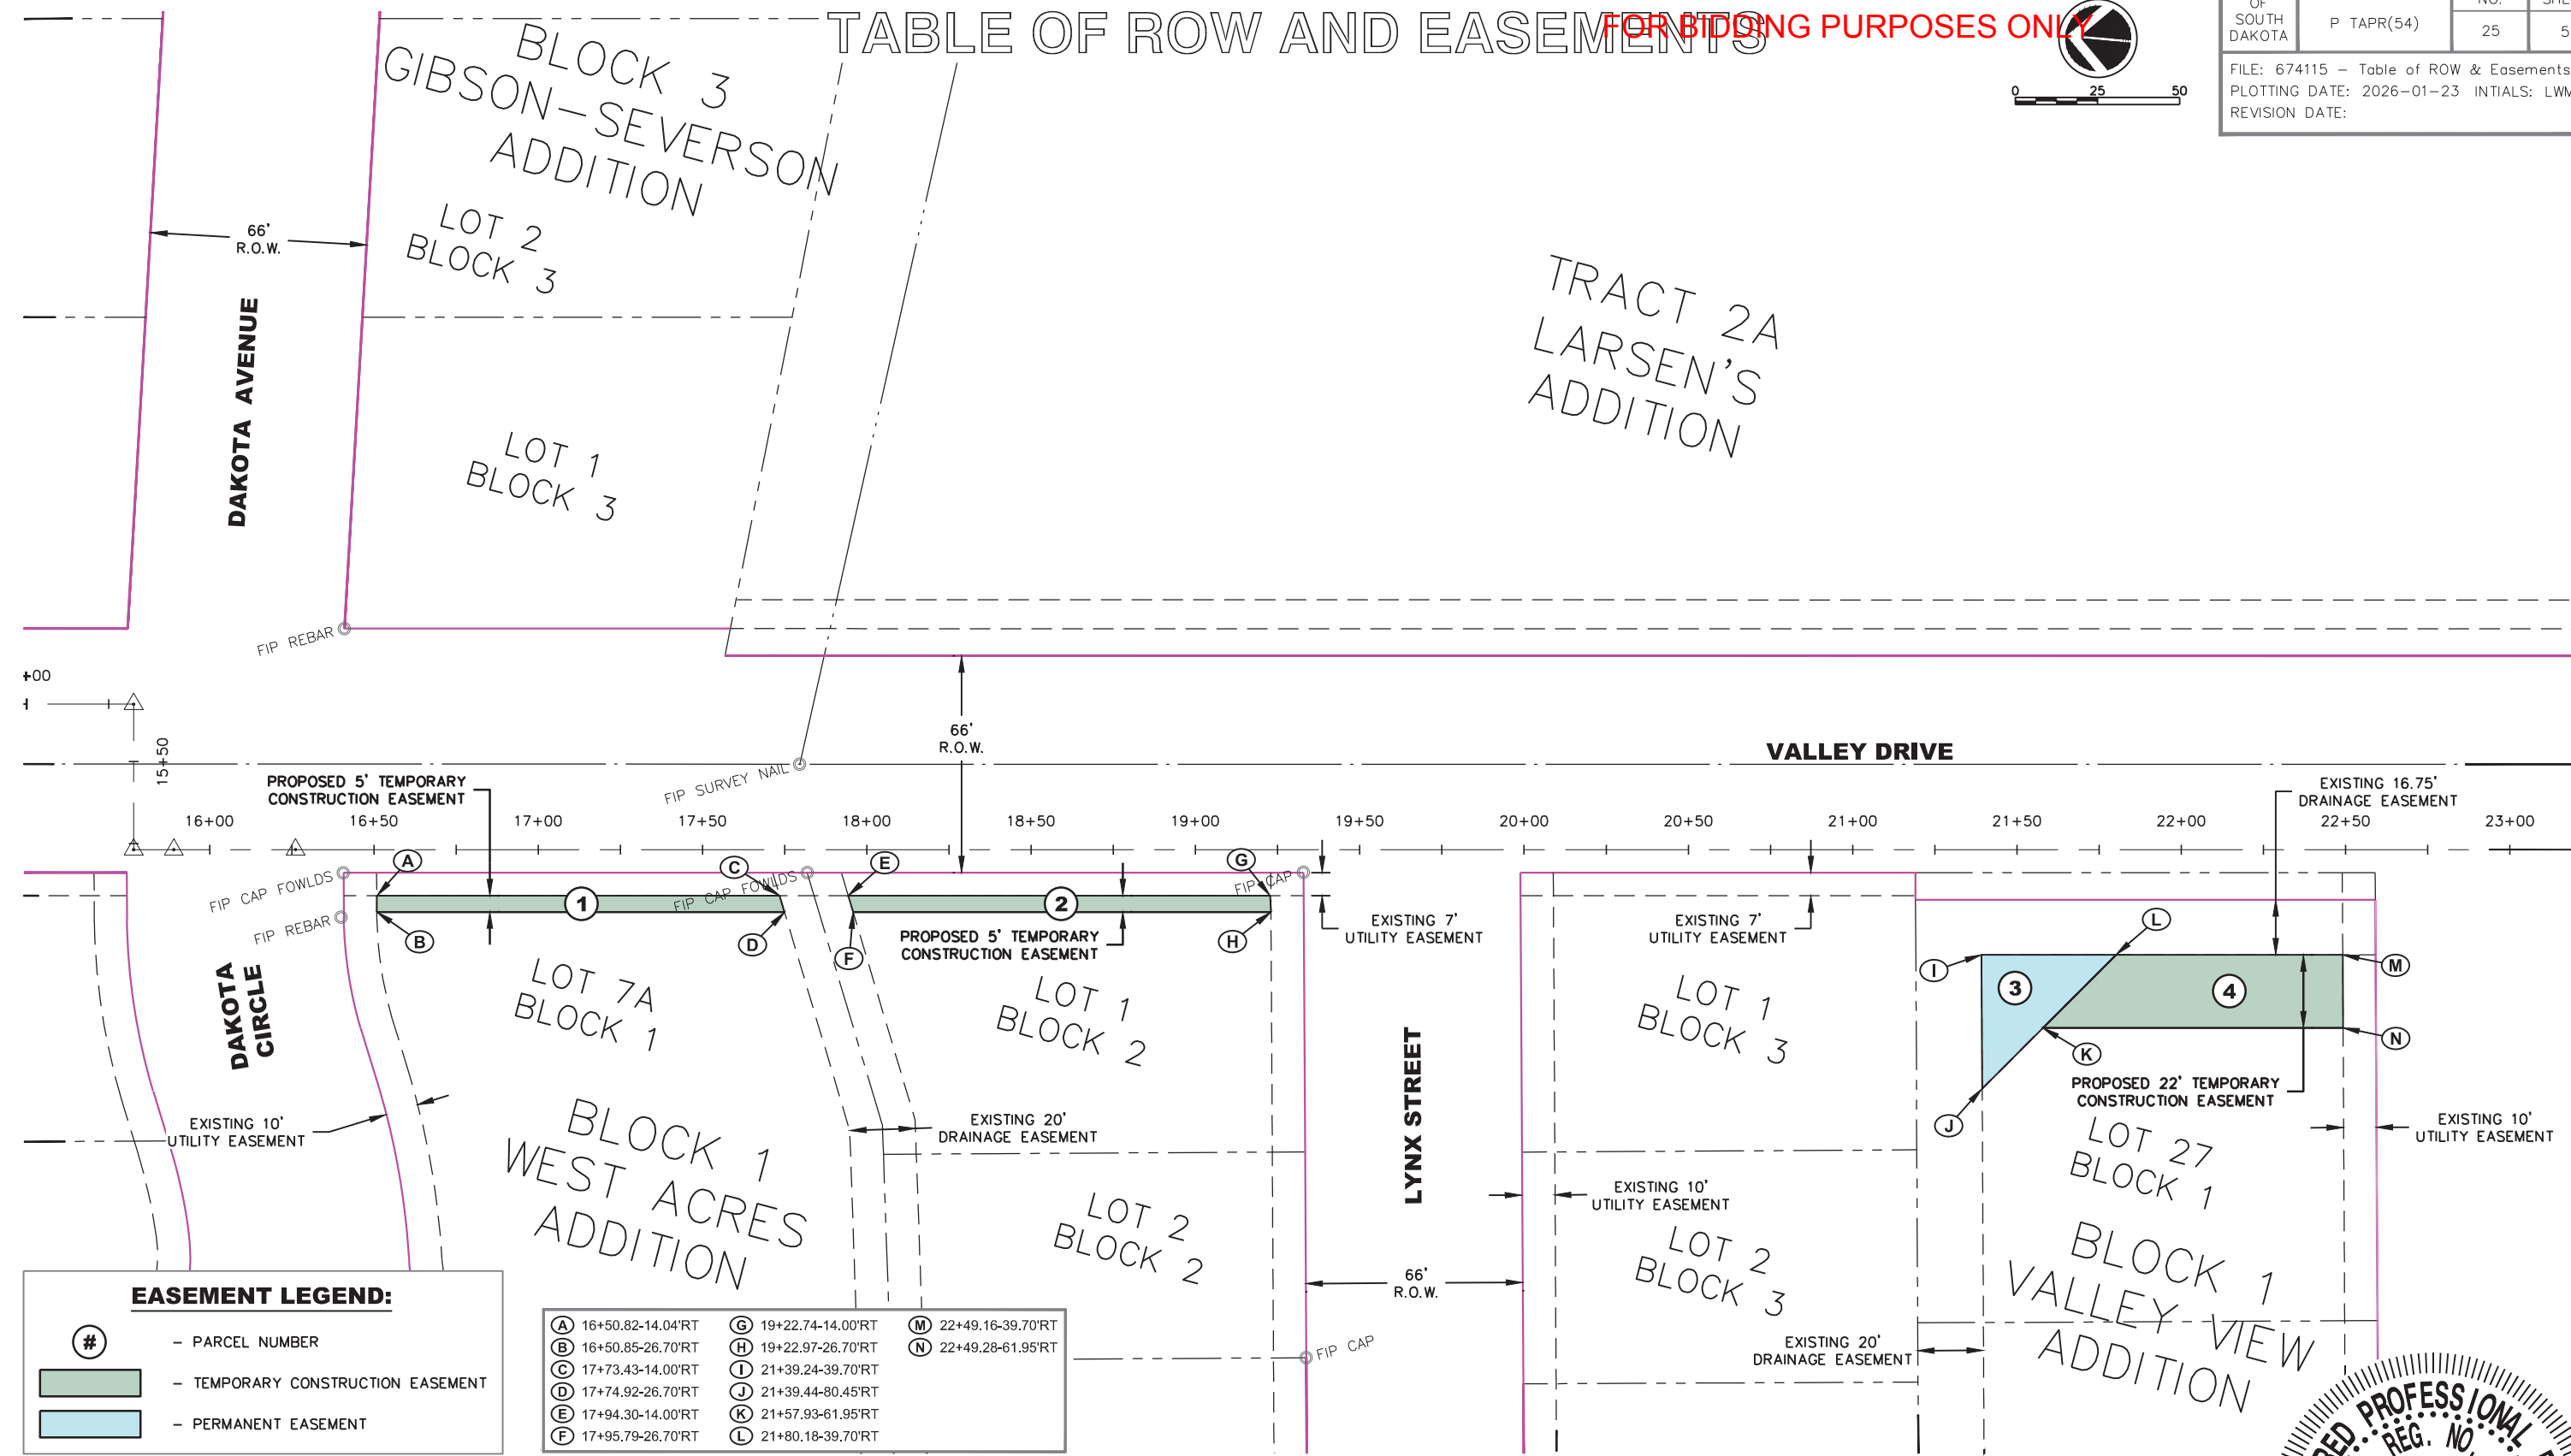 TABLE OF ROW AND EASEMENTS
FOR BIDDING PURPOSES ONLY
OF
SOUTH
DAKOTA
P TAPR(54)
NO.
25
5
FILE: 674115 - Table of ROW & Easements
PLOTTING DATE: 2026-01-23 INTIALS: LWM
REVISION DATE:
0 25 50
BLOCK 3
GIBSON-SEVERSON
ADDITION
LOT 2
BLOCK 3
66'
R.O.W.
DAKOTA AVENUE
LOT 1
BLOCK 3
TRACT 2A
LARSEN'S
ADDITION
FIP REBAR
+00
15+50
66'
R.O.W.
VALLEY DRIVE
FIP SURVEY NAIL
PROPOSED 5' TEMPORARY
CONSTRUCTION EASEMENT
EXISTING 16.75'
DRAINAGE EASEMENT
16+00 16+50 17+00 17+50 18+00 18+50 19+00 19+50 20+00 20+50 21+00 21+50 22+00 22+50 23+00
A
C
E
G
FIP CAP FOWLDS
FIP CAP FOWLDS
FIP CAP
FIP REBAR
1
2
B
D
F
H
PROPOSED 5' TEMPORARY
CONSTRUCTION EASEMENT
EXISTING 7'
UTILITY EASEMENT
EXISTING 7'
UTILITY EASEMENT
L
I
M
3
4
N
K
J
PROPOSED 22' TEMPORARY
CONSTRUCTION EASEMENT
DAKOTA
CIRCLE
LOT 7A
BLOCK 1
LOT 1
BLOCK 2
LYNX STREET
LOT 1
BLOCK 3
EXISTING 10'
UTILITY EASEMENT
BLOCK 1
WEST ACRES
ADDITION
EXISTING 20'
DRAINAGE EASEMENT
LOT 27
BLOCK 1
EXISTING 10'
UTILITY EASEMENT
LOT 2
BLOCK 2
EXISTING 10'
UTILITY EASEMENT
LOT 2
BLOCK 3
66'
R.O.W.
BLOCK 1
VALLEY VIEW
ADDITION
EXISTING 20'
DRAINAGE EASEMENT
FIP CAP
EASEMENT LEGEND:
# - PARCEL NUMBER
- TEMPORARY CONSTRUCTION EASEMENT
- PERMANENT EASEMENT
A 16+50.82-14.04'RT
B 16+50.85-26.70'RT
C 17+73.43-14.00'RT
D 17+74.92-26.70'RT
E 17+94.30-14.00'RT
F 17+95.79-26.70'RT
G 19+22.74-14.00'RT
H 19+22.97-26.70'RT
I 21+39.24-39.70'RT
J 21+39.44-80.45'RT
K 21+57.93-61.95'RT
L 21+80.18-39.70'RT
M 22+49.16-39.70'RT
N 22+49.28-61.95'RT
PROFESSIONAL
REG. NO.